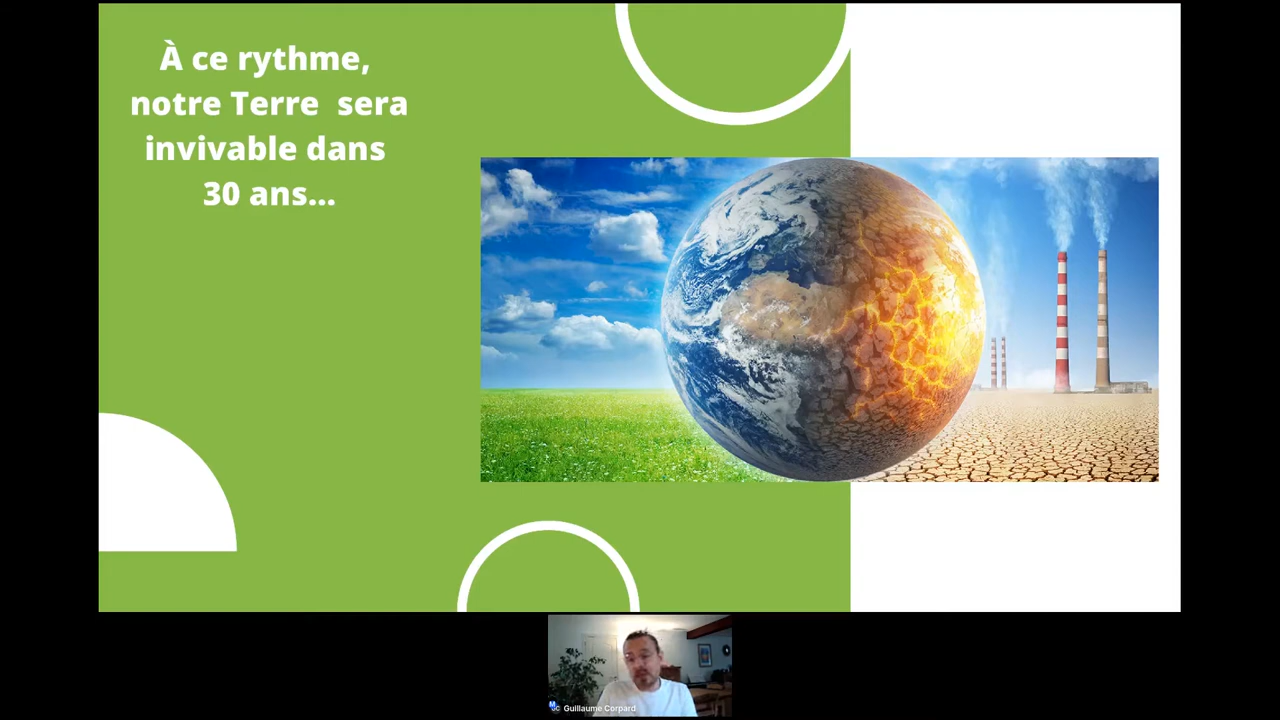 À ce rythme,
notre Terre sera
invivable dans
30 ans...
Guillaume Corpard